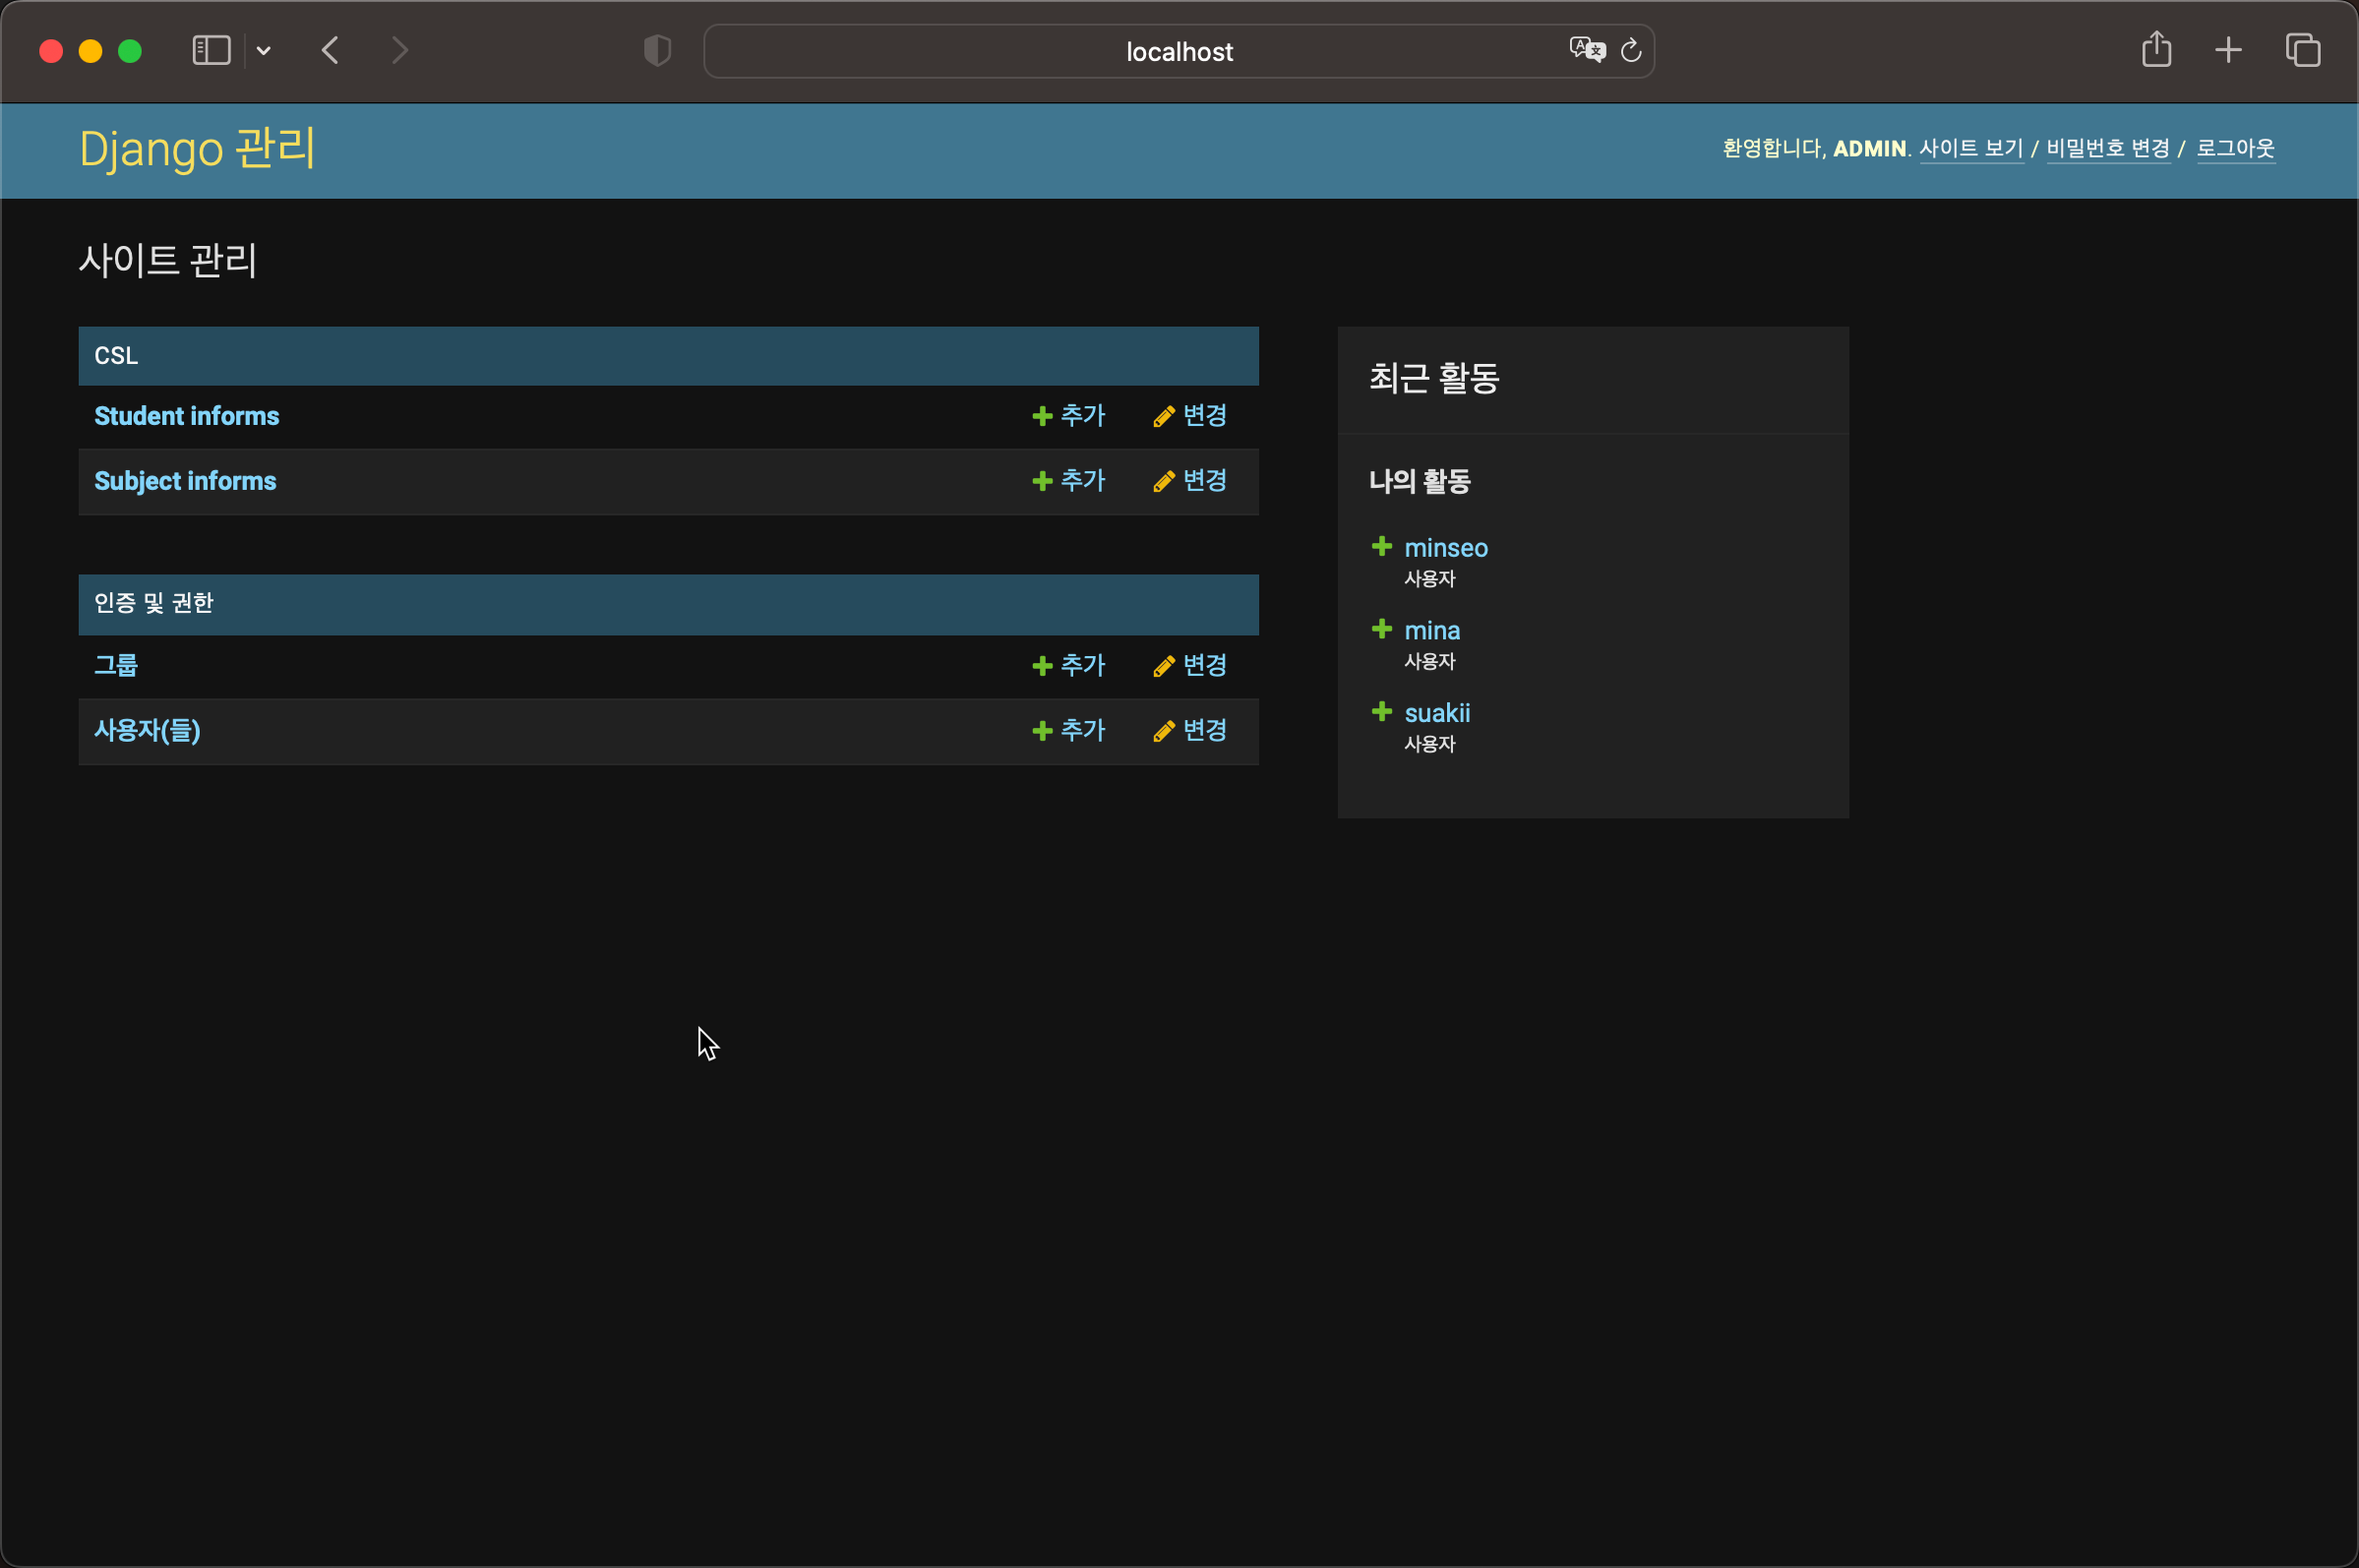 localhost
Django 관리
환영합니다, ADMIN. 사이트 보기 / 비밀번호 변경 / 로그아웃
사이트 관리
CSL
Student informs 추가 변경
Subject informs 추가 변경
인증 및 권한
그룹 추가 변경
사용자(들) 추가 변경
최근 활동
나의 활동
minseo
사용자
mina
사용자
suakii
사용자